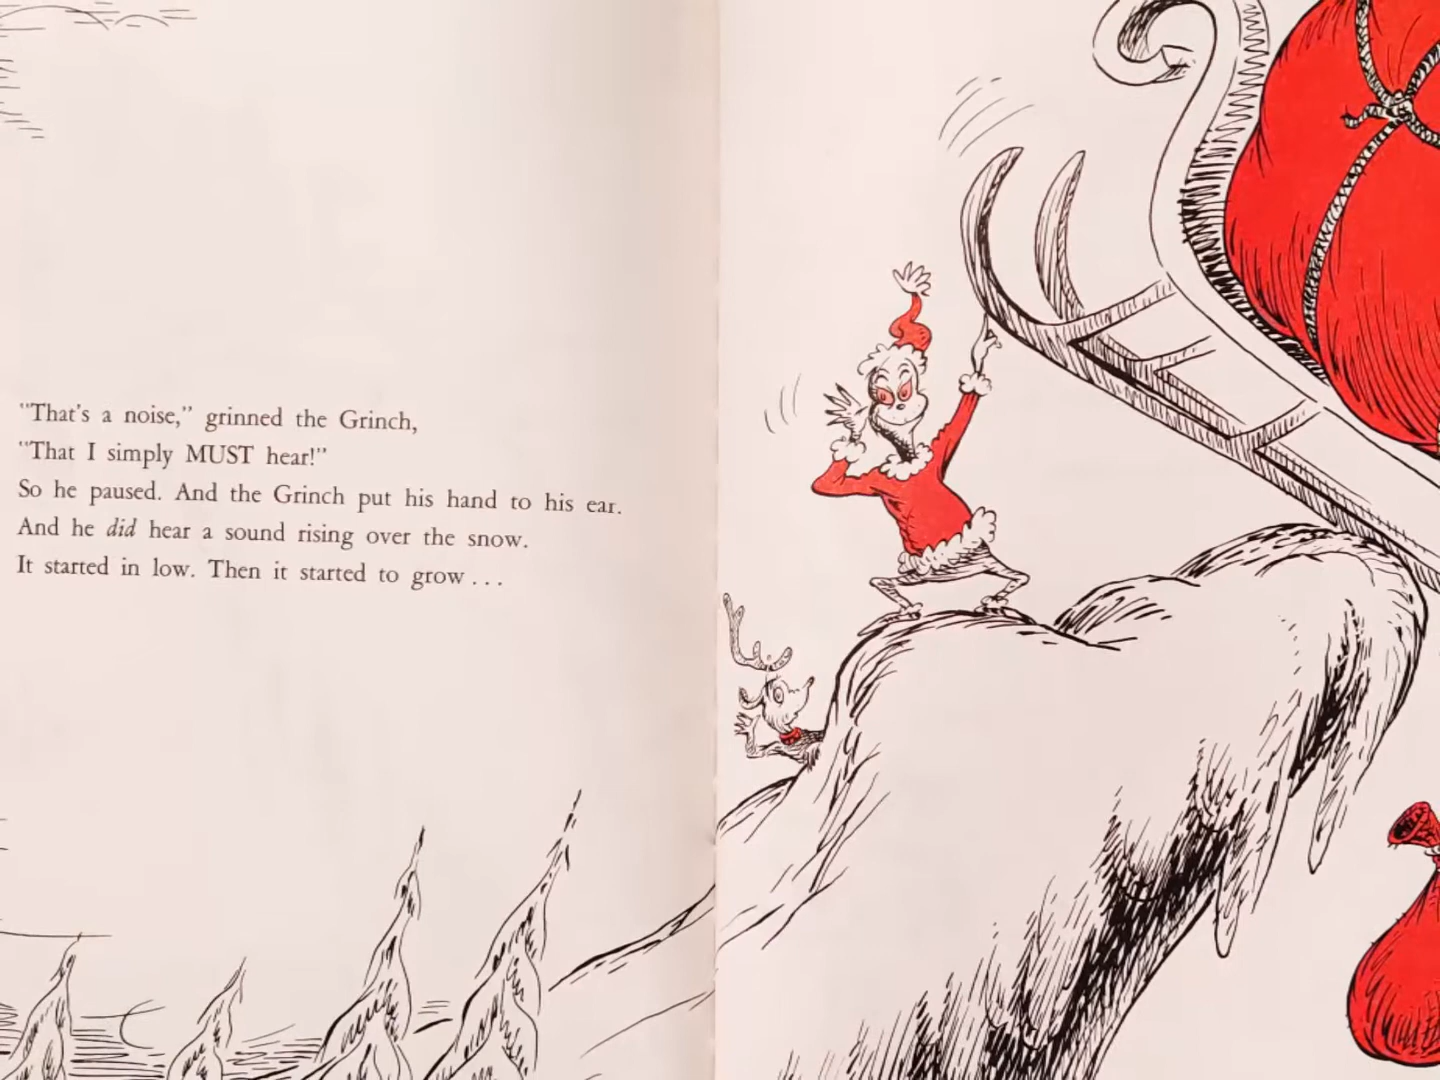 "That's a noise," grinned the Grinch,
"That I simply MUST hear!"
So he paused. And the Grinch put his hand to his ear.
And he did hear a sound rising over the snow.
It started in low. Then it started to grow . . .